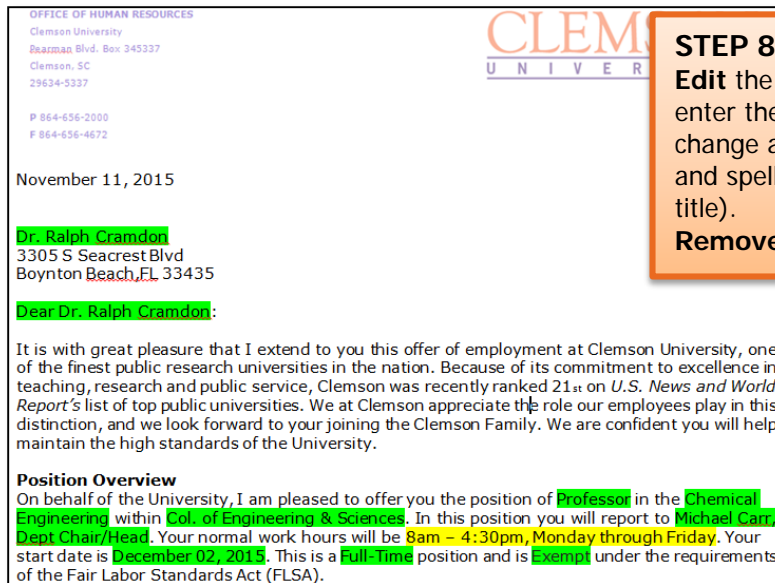 OFFICE OF HUMAN RESOURCES
Clemson University
Pearman Blvd. Box 345337
Clemson, SC
29634-5337
P 864-656-2000
F 864-656-4672
CLEMS
UNIVER
STEP 8
Edit the
enter the
change a
and spell
title).
Remove
November 11, 2015
Dr. Ralph Cramdon
3305 S Seacrest Blvd
Boynton Beach,FL 33435
Dear Dr. Ralph Cramdon:
It is with great pleasure that I extend to you this offer of employment at Clemson University, one
of the finest public research universities in the nation. Because of its commitment to excellence in
teaching, research and public service, Clemson was recently ranked 21st on U.S. News and World
Report's list of top public universities. We at Clemson appreciate the role our employees play in this
distinction, and we look forward to your joining the Clemson Family. We are confident you will help
maintain the high standards of the University.
Position Overview
On behalf of the University, I am pleased to offer you the position of Professor in the Chemical
Engineering within Col. of Engineering & Sciences. In this position you will report to Michael Carr,
Dept Chair/Head. Your normal work hours will be 8am – 4:30pm, Monday through Friday. Your
start date is December 02, 2015. This is a Full-Time position and is Exempt under the requirements
of the Fair Labor Standards Act (FLSA).